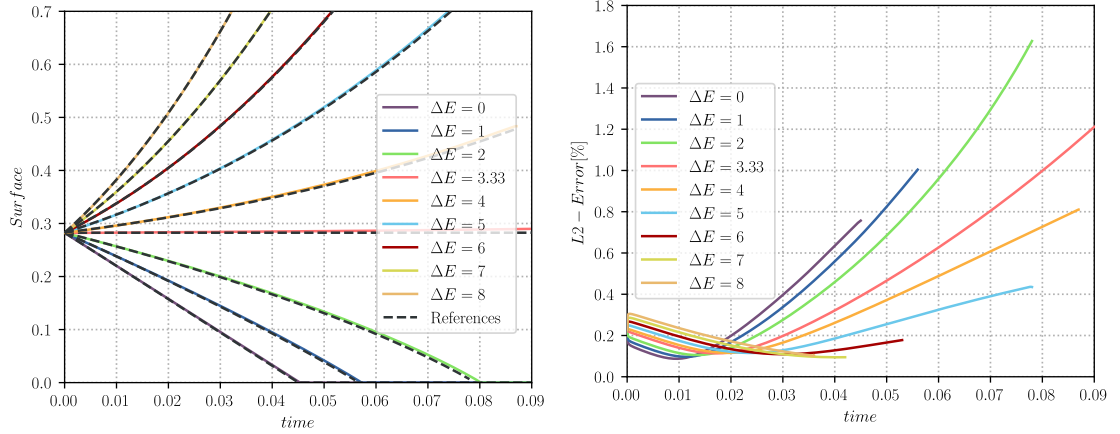 0.7
0.6
0.5
0.4
0.3
0.2
0.1
0.0
Surface
0.00 0.01 0.02 0.03 0.04 0.05 0.06 0.07 0.08 0.09
time
ΔE = 0
ΔE = 1
ΔE = 2
ΔE = 3.33
ΔE = 4
ΔE = 5
ΔE = 6
ΔE = 7
ΔE = 8
References
1.8
1.6
1.4
1.2
1.0
0.8
0.6
0.4
0.2
0.0
L2 − Error[%]
0.00 0.01 0.02 0.03 0.04 0.05 0.06 0.07 0.08 0.09
time
ΔE = 0
ΔE = 1
ΔE = 2
ΔE = 3.33
ΔE = 4
ΔE = 5
ΔE = 6
ΔE = 7
ΔE = 8